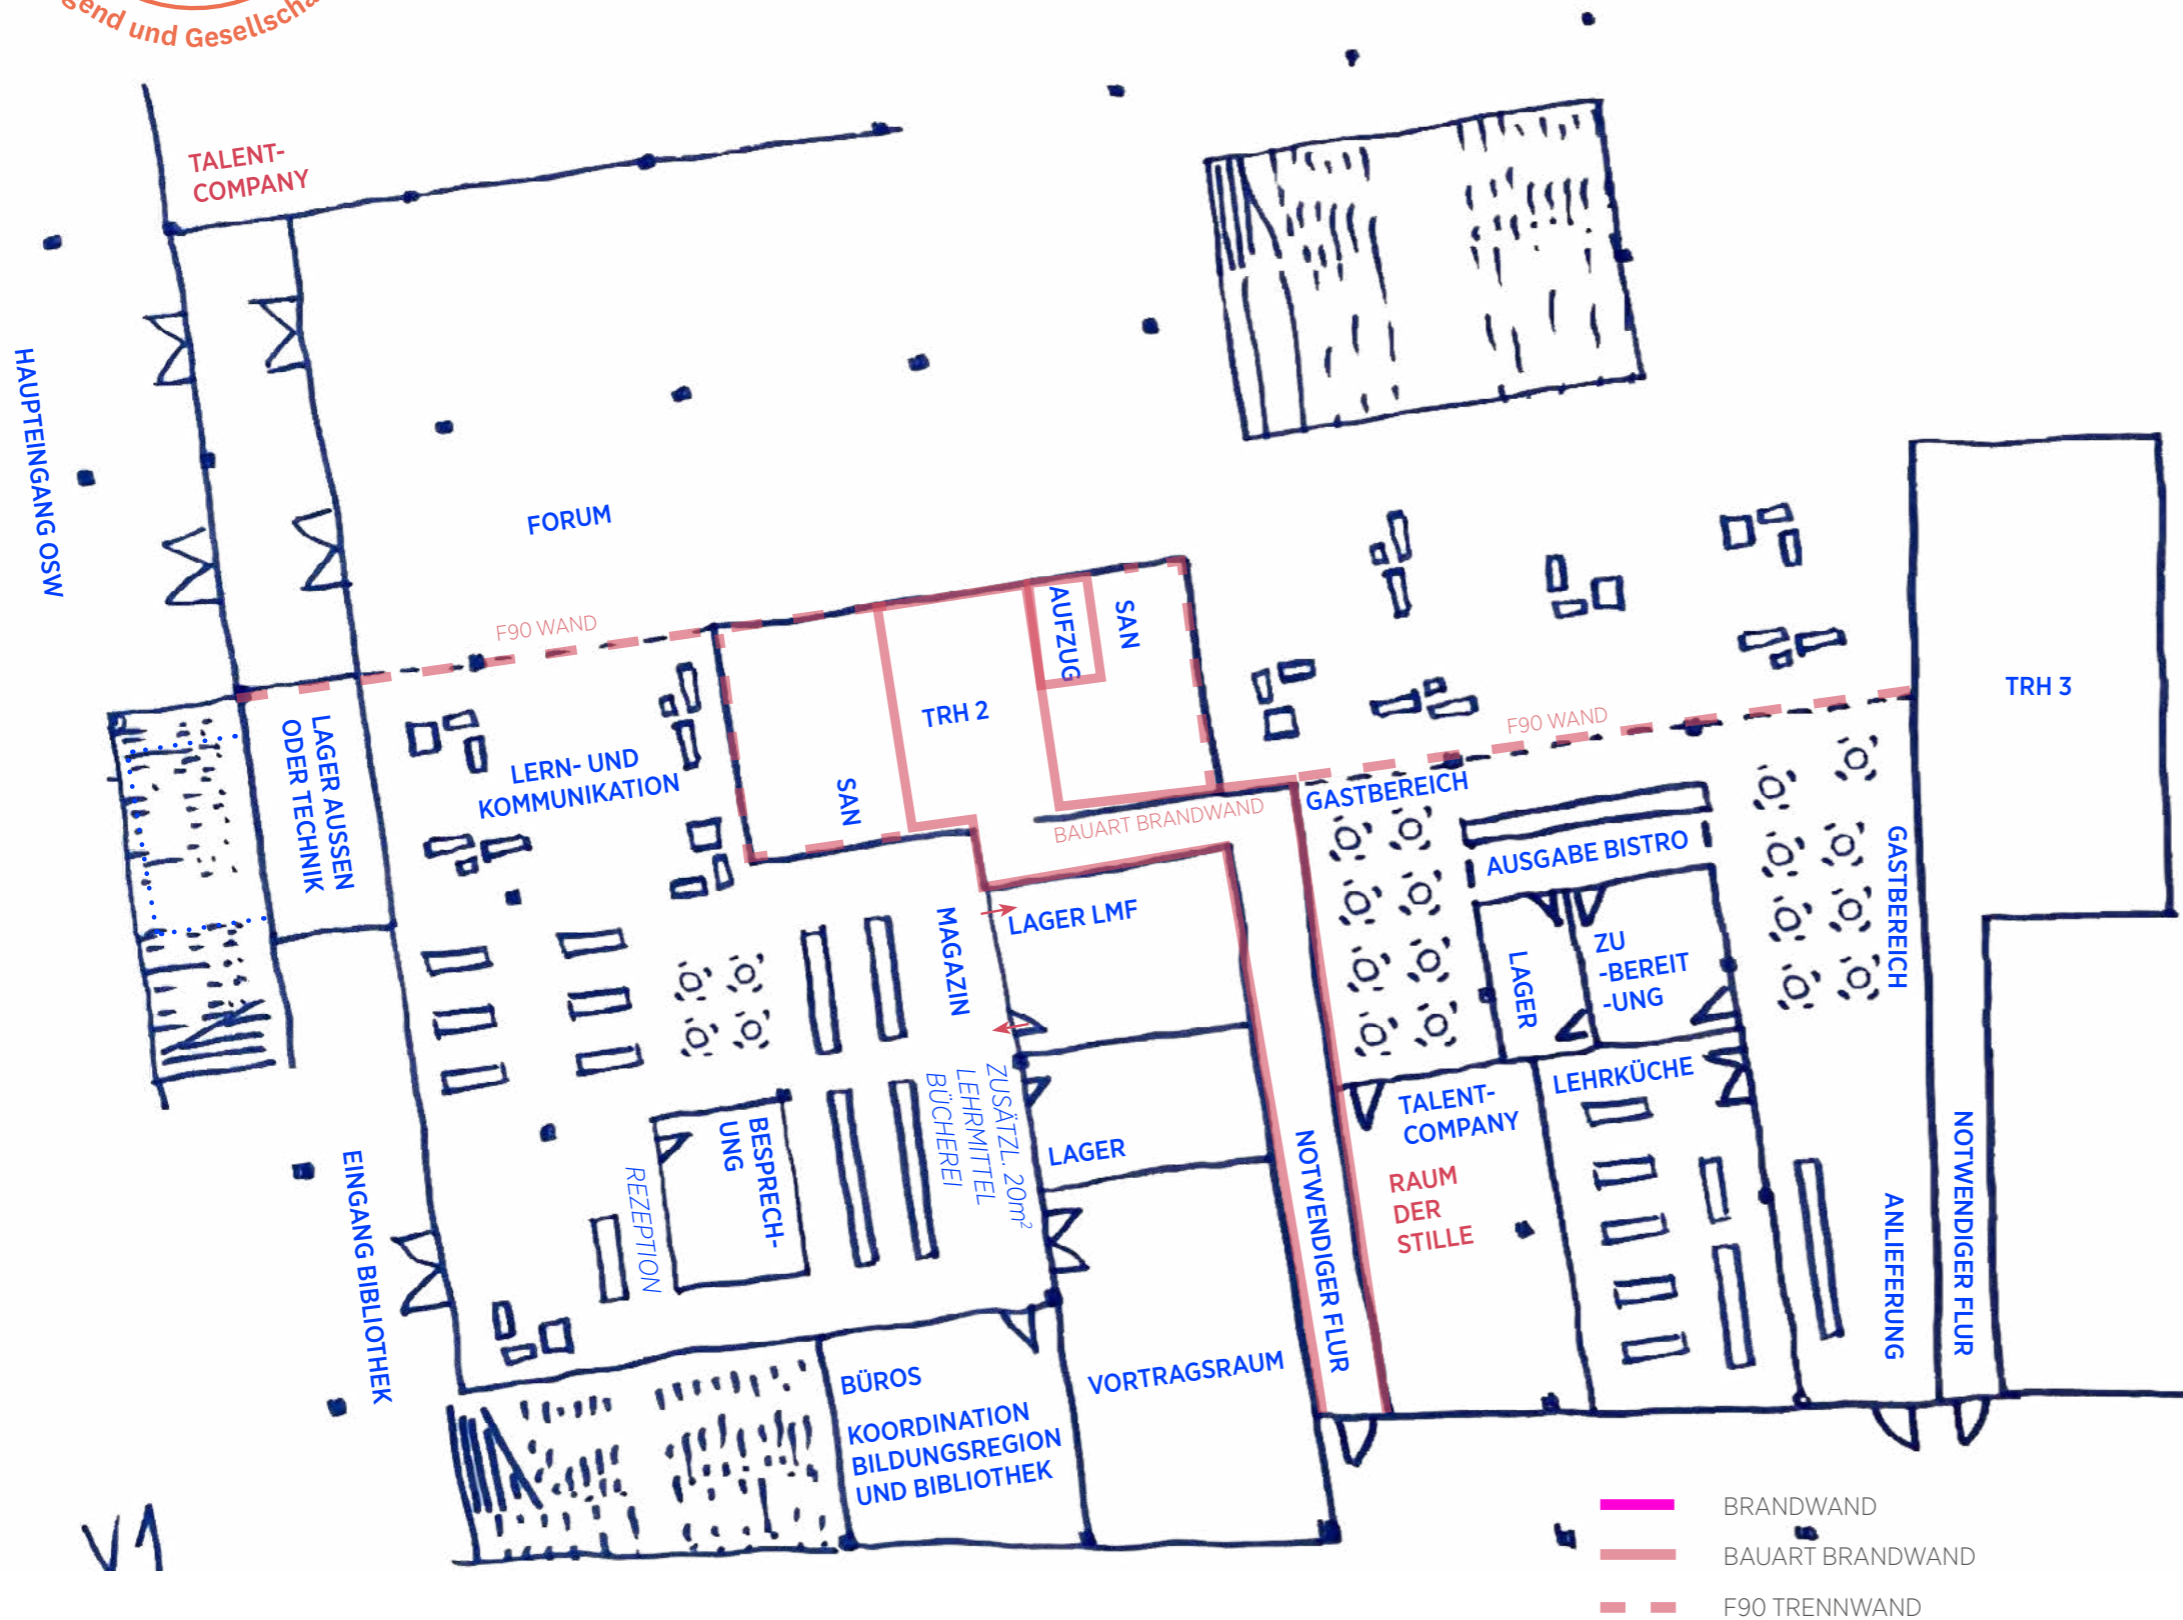 und Gesellscha
TALENT-
COMPANY
HAUPTEINGANG OSW
FORUM
F90 WAND
AUFZUG
SAN
TRH 2
TRH 3
F90 WAND
LAGER AUSSEN
ODER TECHNIK
LERN- UND
KOMMUNIKATION
SAN
BAUART BRANDWAND
GASTBEREICH
AUSGABE BISTRO
GASTBEREICH
MAGAZIN
LAGER LMF
LAGER
ZU
-BEREIT
-UNG
ZUSÄTZL. 20m²
LEHRMITTEL
BÜCHEREI
BESPRECH-
UNG
REZEPTION
LAGER
TALENT-
COMPANY
LEHRKÜCHE
RAUM
DER
STILLE
NOTWENDIGER FLUR
EINGANG BIBLIOTHEK
ANLIEFERUNG
NOTWENDIGER FLUR
BÜROS
KOORDINATION
BILDUNGSREGION
UND BIBLIOTHEK
VORTRAGSRAUM
V1
BRANDWAND
BAUART BRANDWAND
F90 TRENNWAND